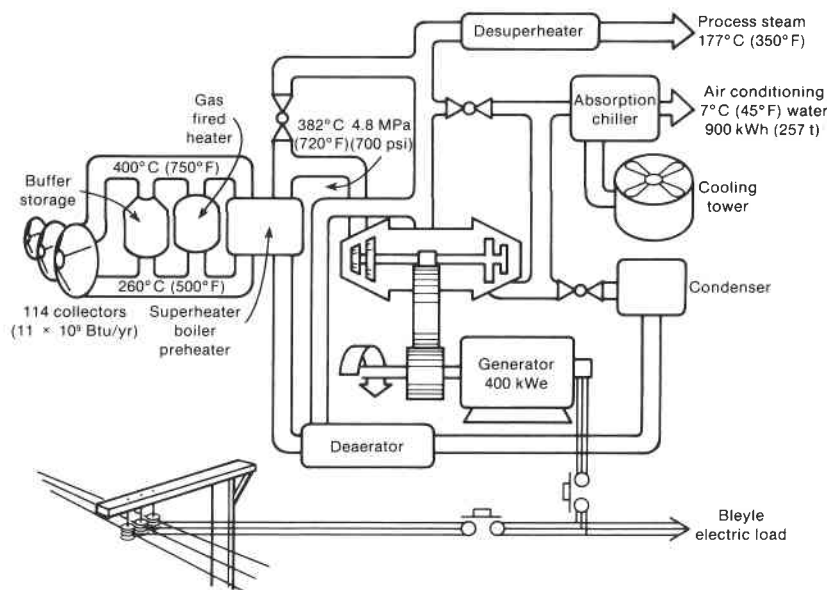 Desuperheater
Process steam
177°C (350°F)
Gas
fired
heater
382°C 4.8 MPa
(720°F)(700 psi)
Absorption
chiller
Air conditioning
7°C (45°F) water
900 kWh (257 t)
400°C (750°F)
Buffer
storage
Cooling
tower
260°C (500°F)
114 collectors
(11 × 10⁹ Btu/yr)
Superheater
boiler
preheater
Condenser
Generator
400 kWe
Deaerator
Bleyle
electric load